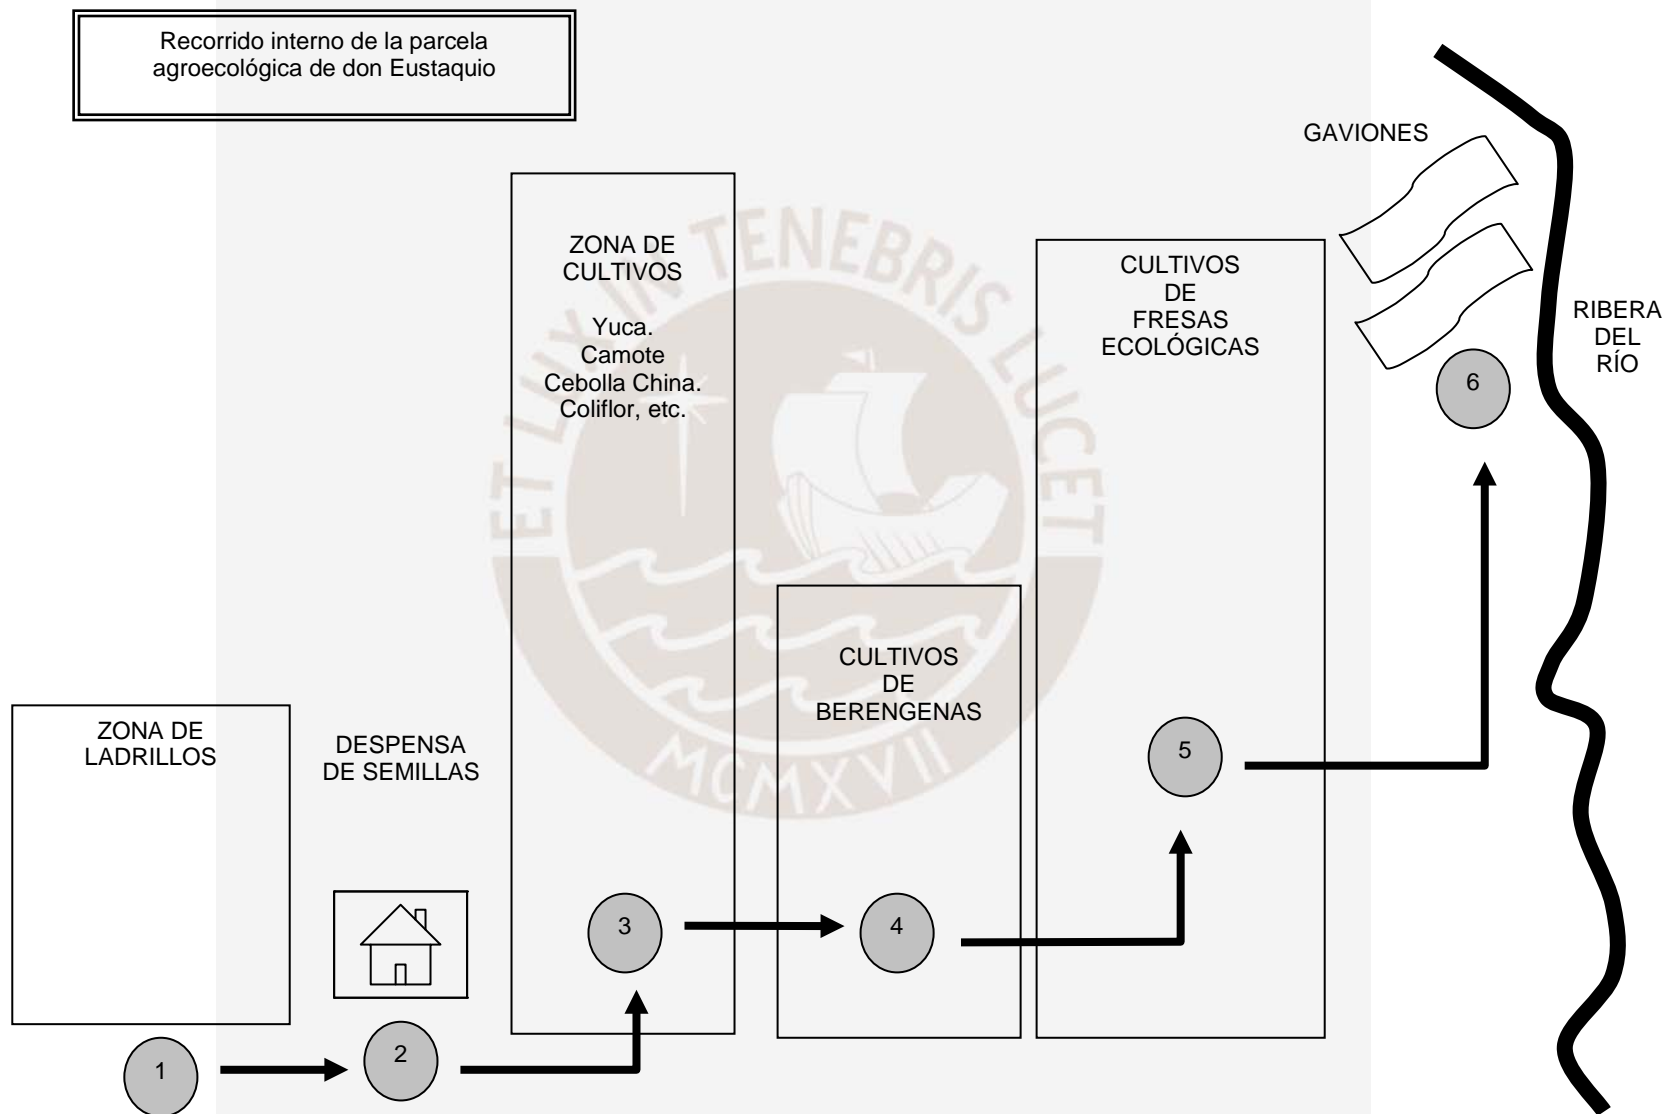 Recorrido interno de la parcela
agroecológica de don Eustaquio
GAVIONES
ZONA DE
CULTIVOS
Yuca.
Camote
Cebolla China.
Coliflor, etc.
CULTIVOS
DE
FRESAS
ECOLÓGICAS
RIBERA
DEL
RÍO
6
CULTIVOS
DE
BERENGENAS
ZONA DE
LADRILLOS
DESPENSA
DE SEMILLAS
5
3
4
1
2
ET LUX IN TENEBRIS LUCET
MCMXVII